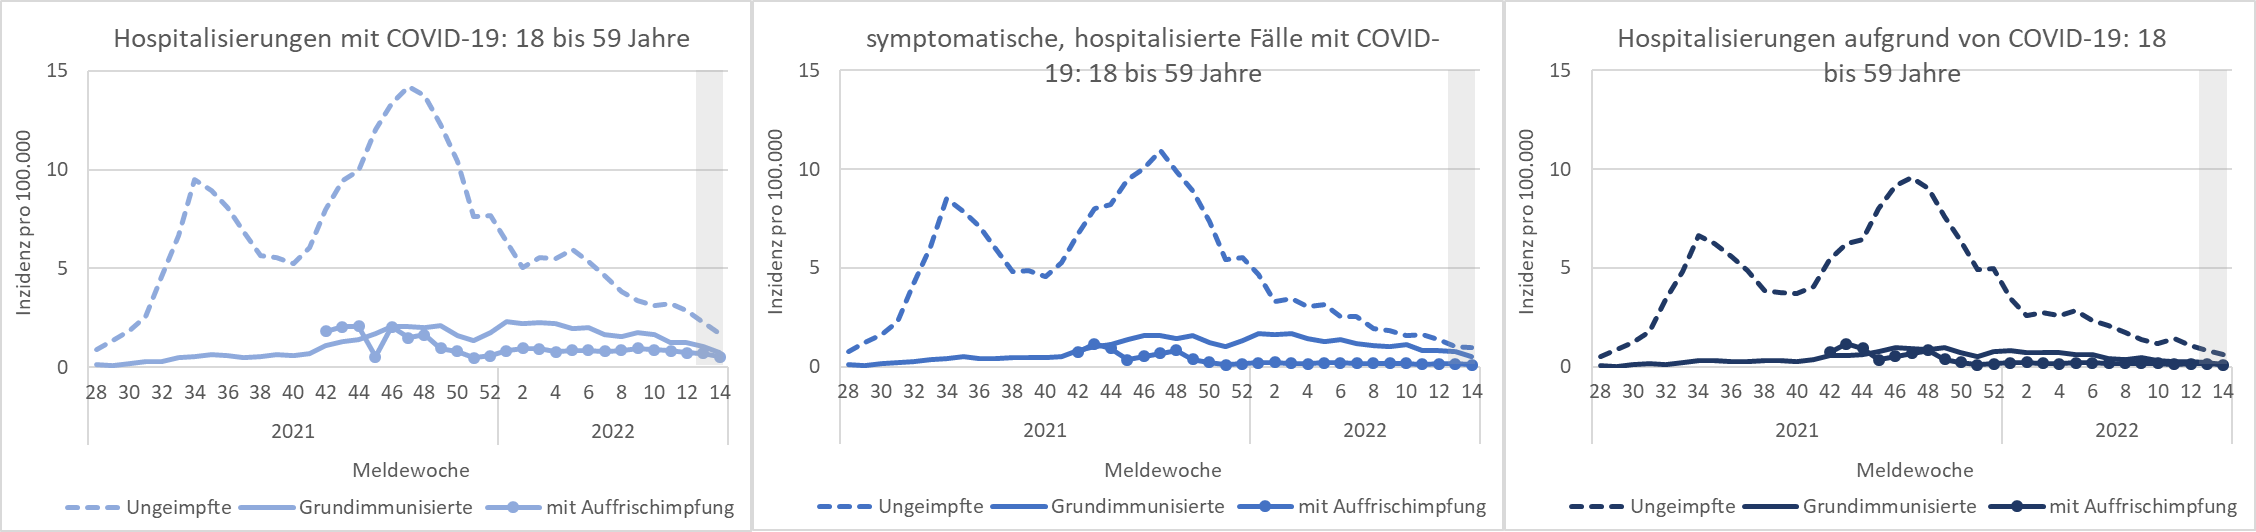 Hospitalisierungen mit COVID-19: 18 bis 59 Jahre
15
10
5
0
Inzidenz pro 100.000
28 30 32 34 36 38 40 42 44 46 48 50 52 2 4 6 8 10 12 14
2021 2022
Meldewoche
Ungeimpfte Grundimmunisierte mit Auffrischimpfung
symptomatische, hospitalisierte Fälle mit COVID-
19: 18 bis 59 Jahre
15
10
5
0
Inzidenz pro 100.000
28 30 32 34 36 38 40 42 44 46 48 50 52 2 4 6 8 10 12 14
2021 2022
Meldewoche
Ungeimpfte Grundimmunisierte mit Auffrischimpfung
Hospitalisierungen aufgrund von COVID-19: 18
bis 59 Jahre
15
10
5
0
Inzidenz pro 100.000
28 30 32 34 36 38 40 42 44 46 48 50 52 2 4 6 8 10 12 14
2021 2022
Meldewoche
Ungeimpfte Grundimmunisierte mit Auffrischimpfung